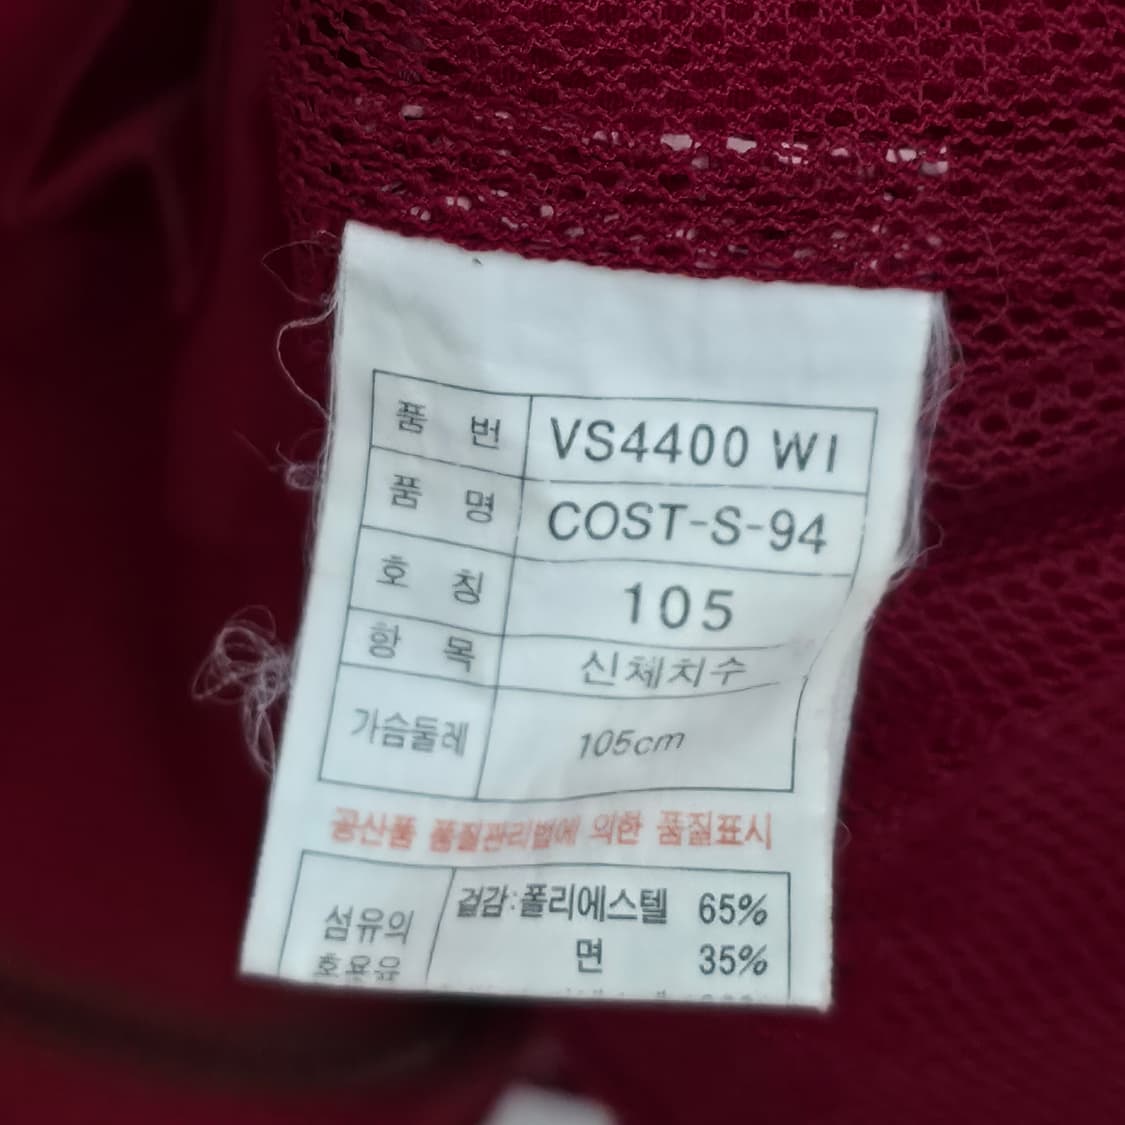 품 번 VS4400 WI
품 명 COST-S-94
호 칭 105
항 목 신체치수
가슴둘레 105cm
공산품 품질관리법에 의한 품질표시
섬유의 겉감:폴리에스텔 65%
면 35%